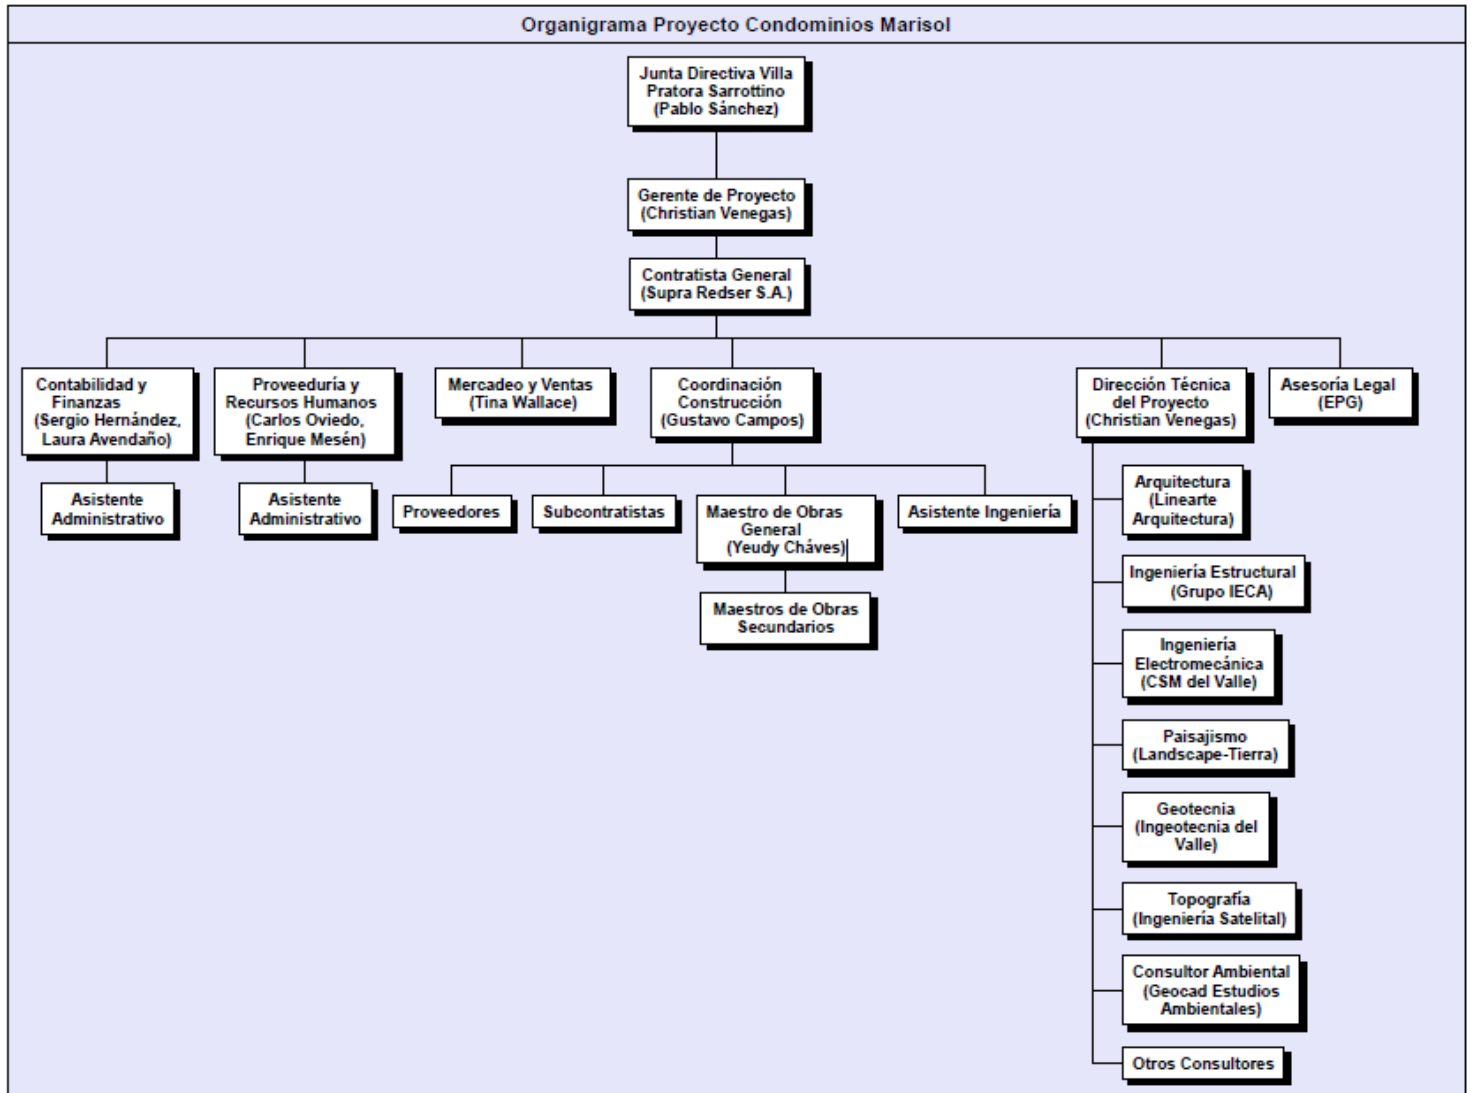 Organigrama Proyecto Condominios Marisol
Junta Directiva Villa
Pratora Sarrottino
(Pablo Sánchez)
Gerente de Proyecto
(Christian Venegas)
Contratista General
(Supra Redser S.A.)
Contabilidad y
Finanzas
(Sergio Hernández,
Laura Avendaño)
Proveeduría y
Recursos Humanos
(Carlos Oviedo,
Enrique Mesén)
Mercadeo y Ventas
(Tina Wallace)
Coordinación
Construcción
(Gustavo Campos)
Dirección Técnica
del Proyecto
(Christian Venegas)
Asesoría Legal
(EPG)
Asistente
Administrativo
Asistente
Administrativo
Proveedores
Subcontratistas
Maestro de Obras
General
(Yeudy Cháves)
Asistente Ingeniería
Maestros de Obras
Secundarios
Arquitectura
(Linearte
Arquitectura)
Ingeniería Estructural
(Grupo IECA)
Ingeniería
Electromecánica
(CSM del Valle)
Paisajismo
(Landscape-Tierra)
Geotecnia
(Ingeotecnia del
Valle)
Topografía
(Ingeniería Satelital)
Consultor Ambiental
(Geocad Estudios
Ambientales)
Otros Consultores